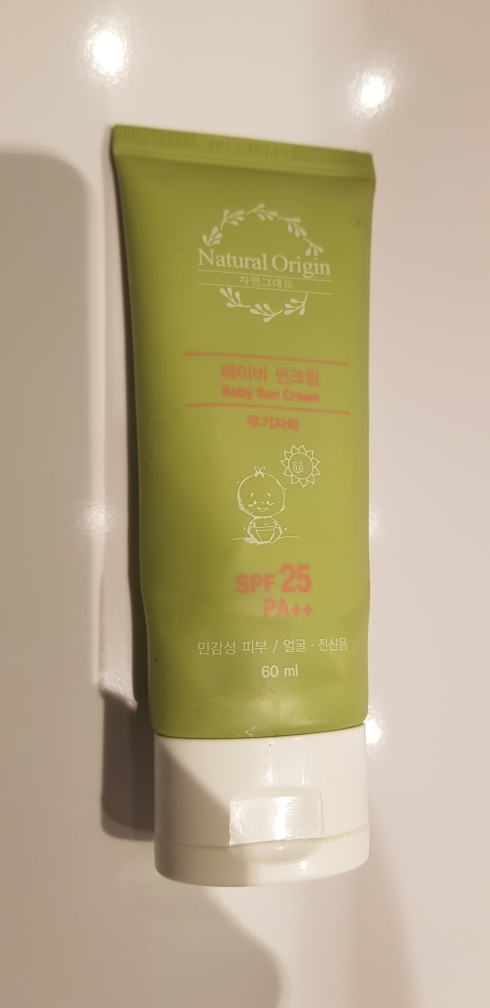 Natural Origin
자연그대로
베이비 썬크림
Baby Sun Cream
무기자차
SPF 25
PA++
민감성 피부 / 얼굴 · 전신용
60 ml